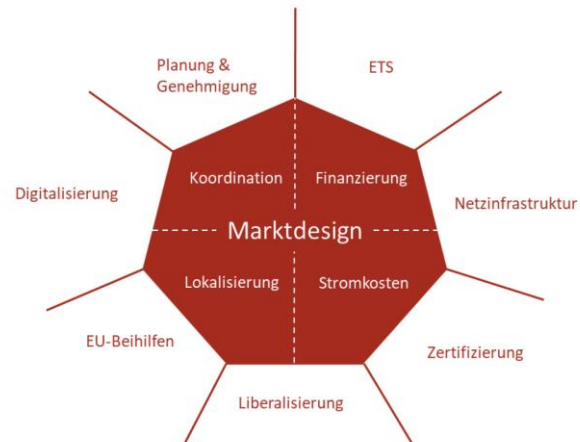 Planung &
Genehmigung
ETS
Koordination
Finanzierung
Digitalisierung
Netzinfrastruktur
Marktdesign
Lokalisierung
Stromkosten
EU-Beihilfen
Zertifizierung
Liberalisierung